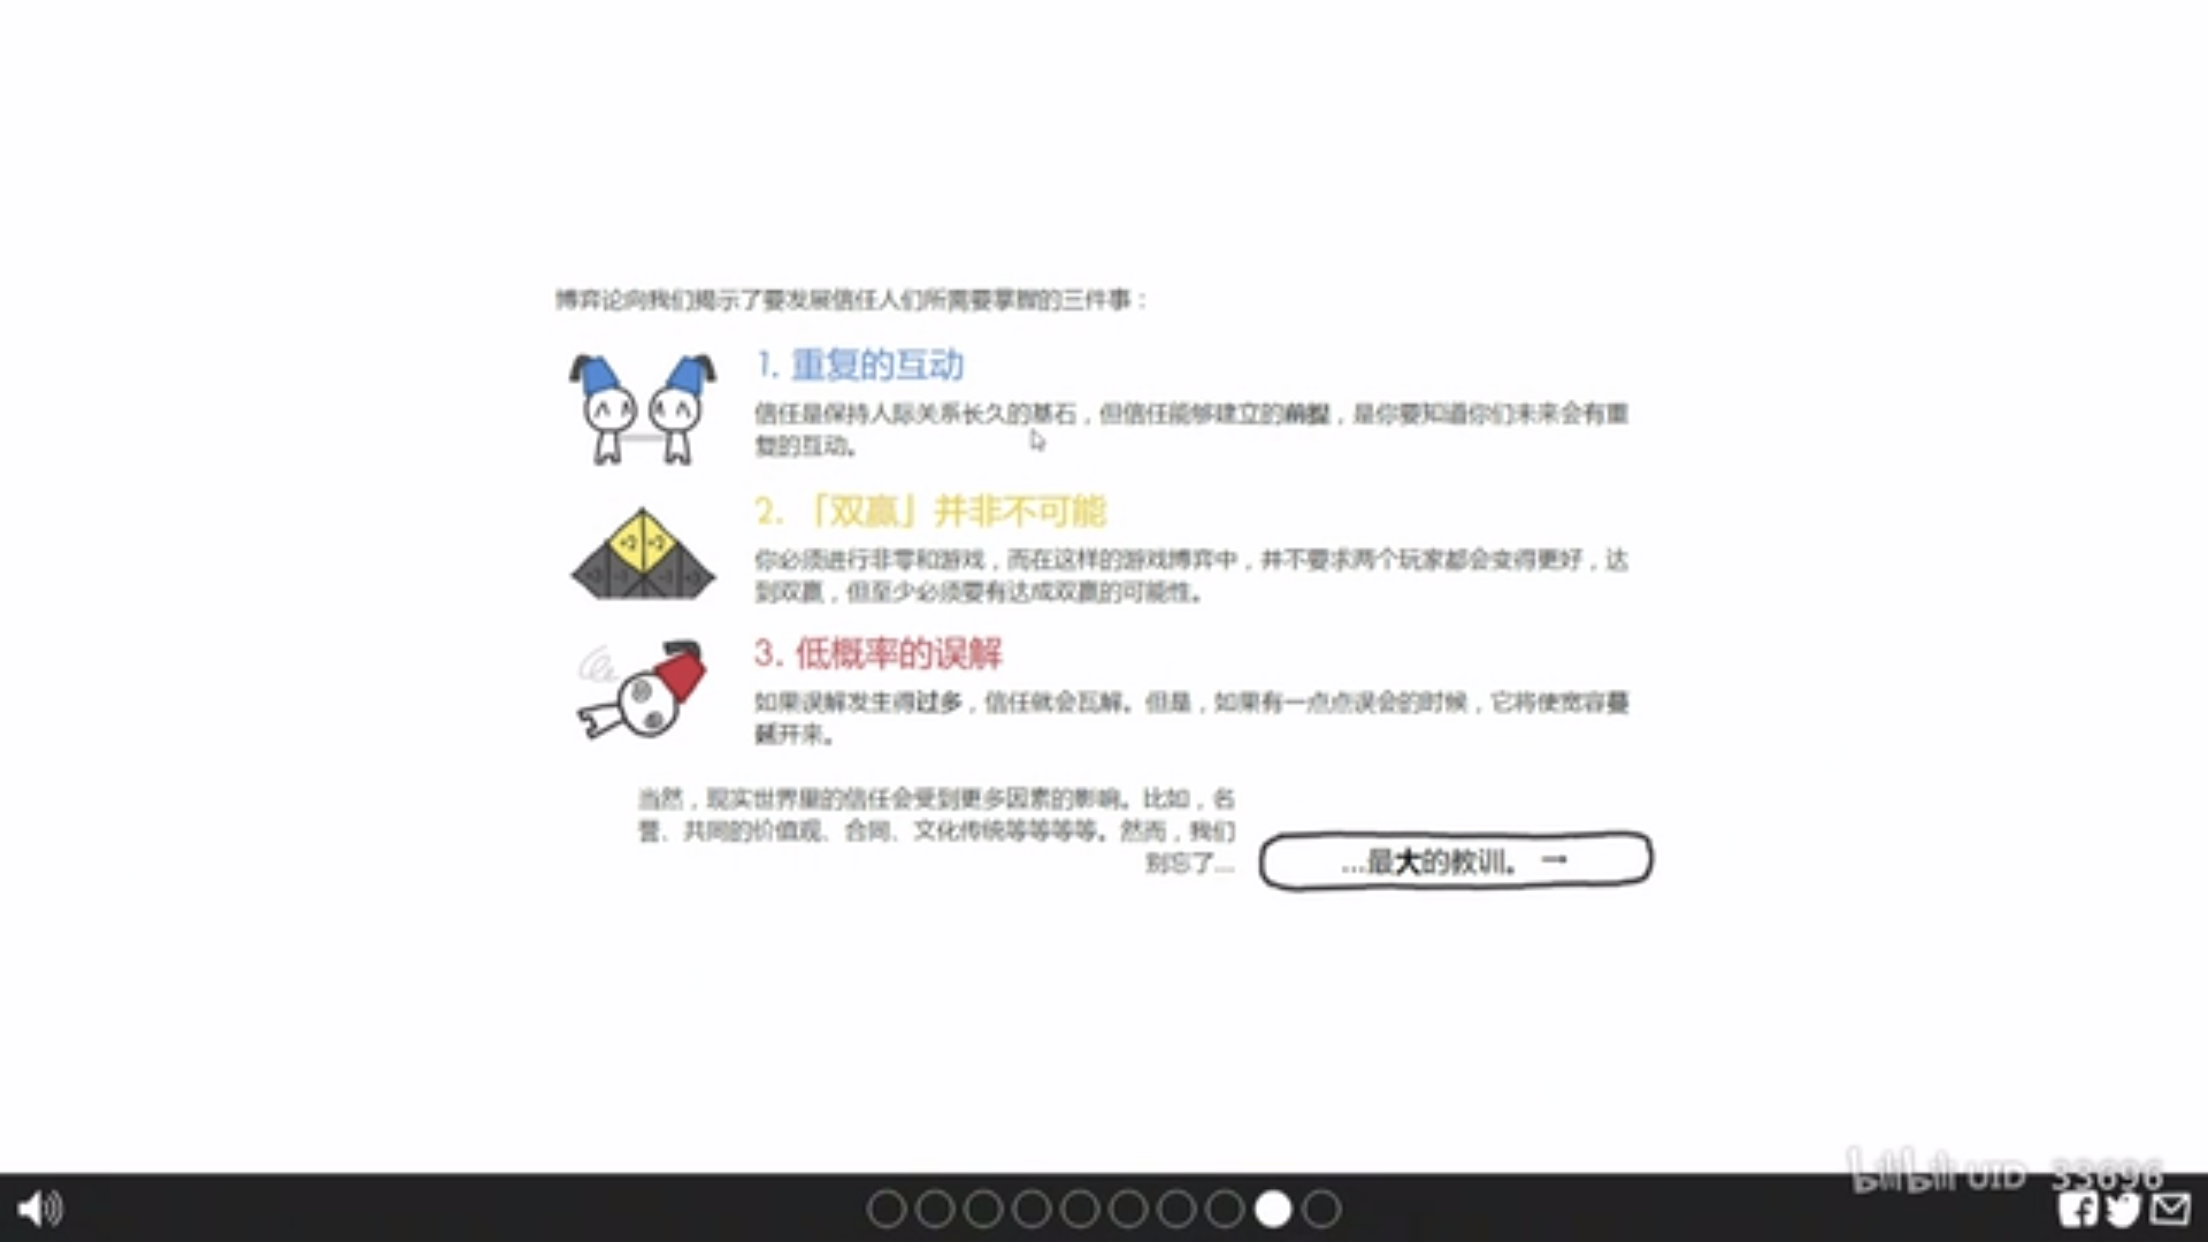 博弈论向我们揭示了要发展信任人们所需要掌握的三件事：
1. 重复的互动
信任是保持人际关系长久的基石，但信任能够建立的前提，是你要知道你们未来会有重
复的互动。
2. 「双赢」并非不可能
你必须进行非零和游戏，而在这样的游戏博弈中，并不要求两个玩家都会变得更好，达
到双赢，但至少必须要有达成双赢的可能性。
3. 低概率的误解
如果误解发生得过多，信任就会瓦解。但是，如果有一点点误会的时候，它将使宽容蔓
延开来。
当然，现实世界里的信任会受到更多因素的影响。比如，名
誉、共同的价值观、合同、文化传统等等等等。然而，我们
别忘了...
...最大的教训。 →
+2 +2
bilibili UID 33696